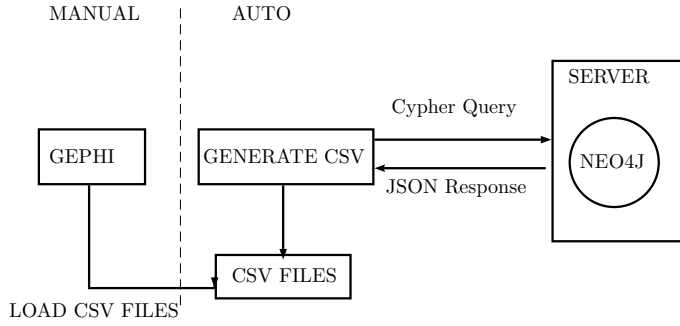 MANUAL
AUTO
SERVER
Cypher Query
GEPHI
GENERATE CSV
NEO4J
JSON Response
CSV FILES
LOAD CSV FILES